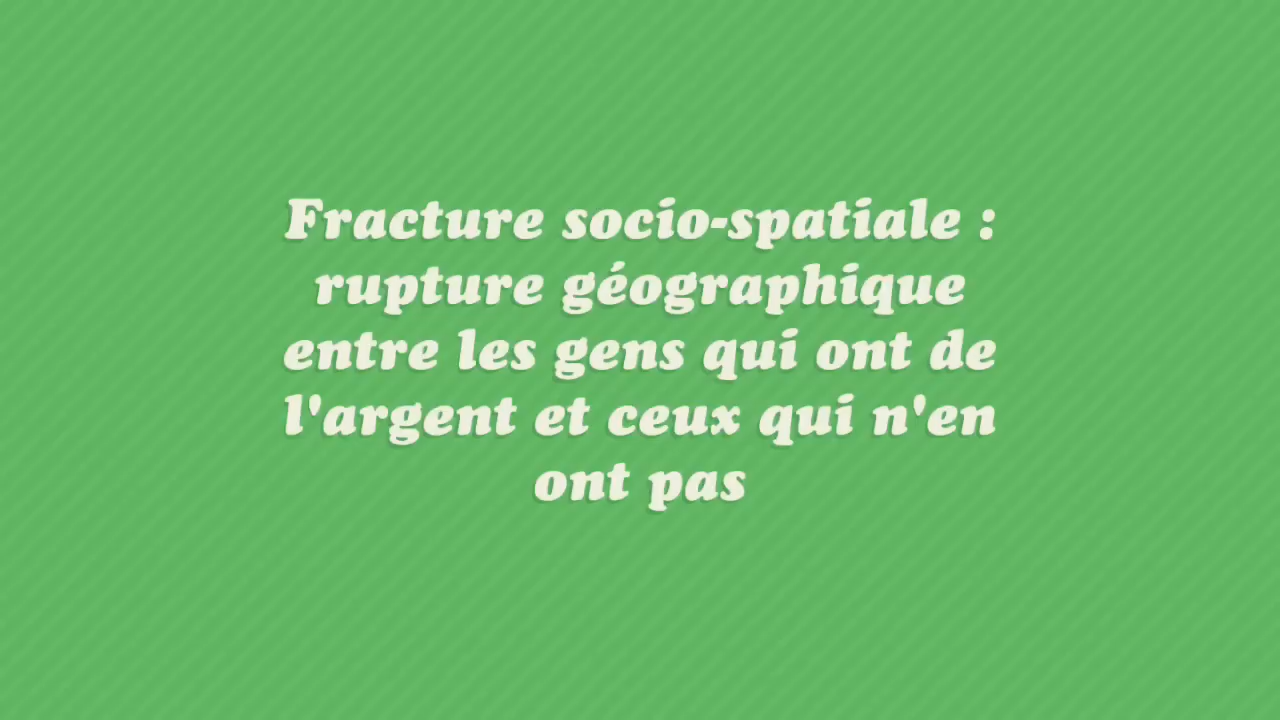 Fracture socio-spatiale :
rupture géographique
entre les gens qui ont de
l'argent et ceux qui n'en
ont pas